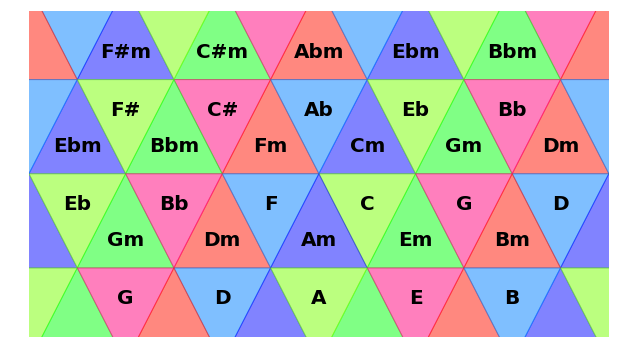 F#m C#m Abm Ebm Bbm
F# C# Ab Eb Bb
Ebm Bbm Fm Cm Gm Dm
Eb Bb F C G D
Gm Dm Am Em Bm
G D A E B